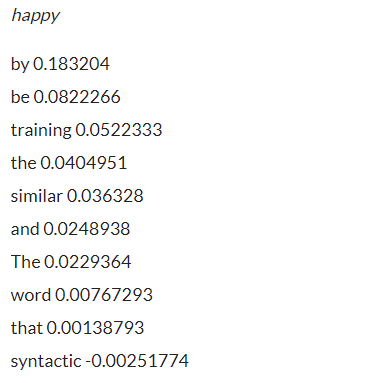 happy
by 0.183204
be 0.0822266
training 0.0522333
the 0.0404951
similar 0.036328
and 0.0248938
The 0.0229364
word 0.00767293
that 0.00138793
syntactic -0.00251774